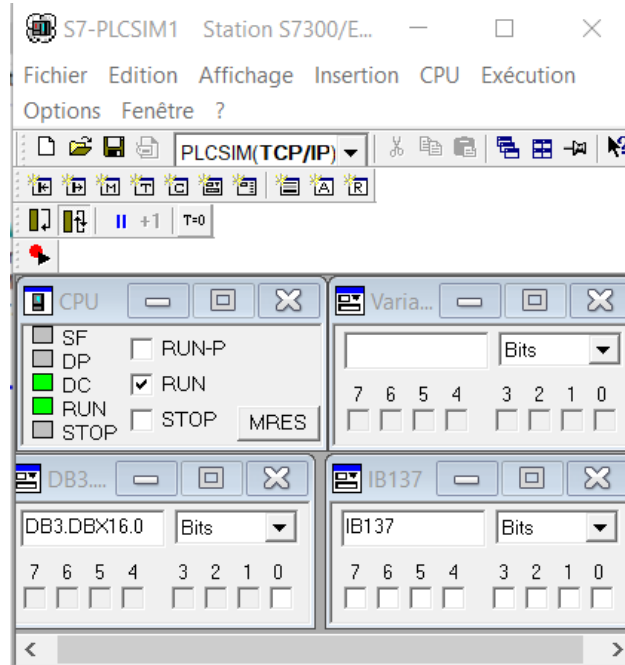 S7-PLCSIM1 Station S7300/E...
Fichier Edition Affichage Insertion CPU Exécution
Options Fenêtre ?
PLCSIM(TCP/IP)
+1 T=0
CPU
SF
DP
DC
RUN
STOP
RUN-P
RUN
STOP
MRES
Varia...
Bits
7 6 5 4 3 2 1 0
DB3....
DB3.DBX16.0 Bits
7 6 5 4 3 2 1 0
IB137
IB137 Bits
7 6 5 4 3 2 1 0